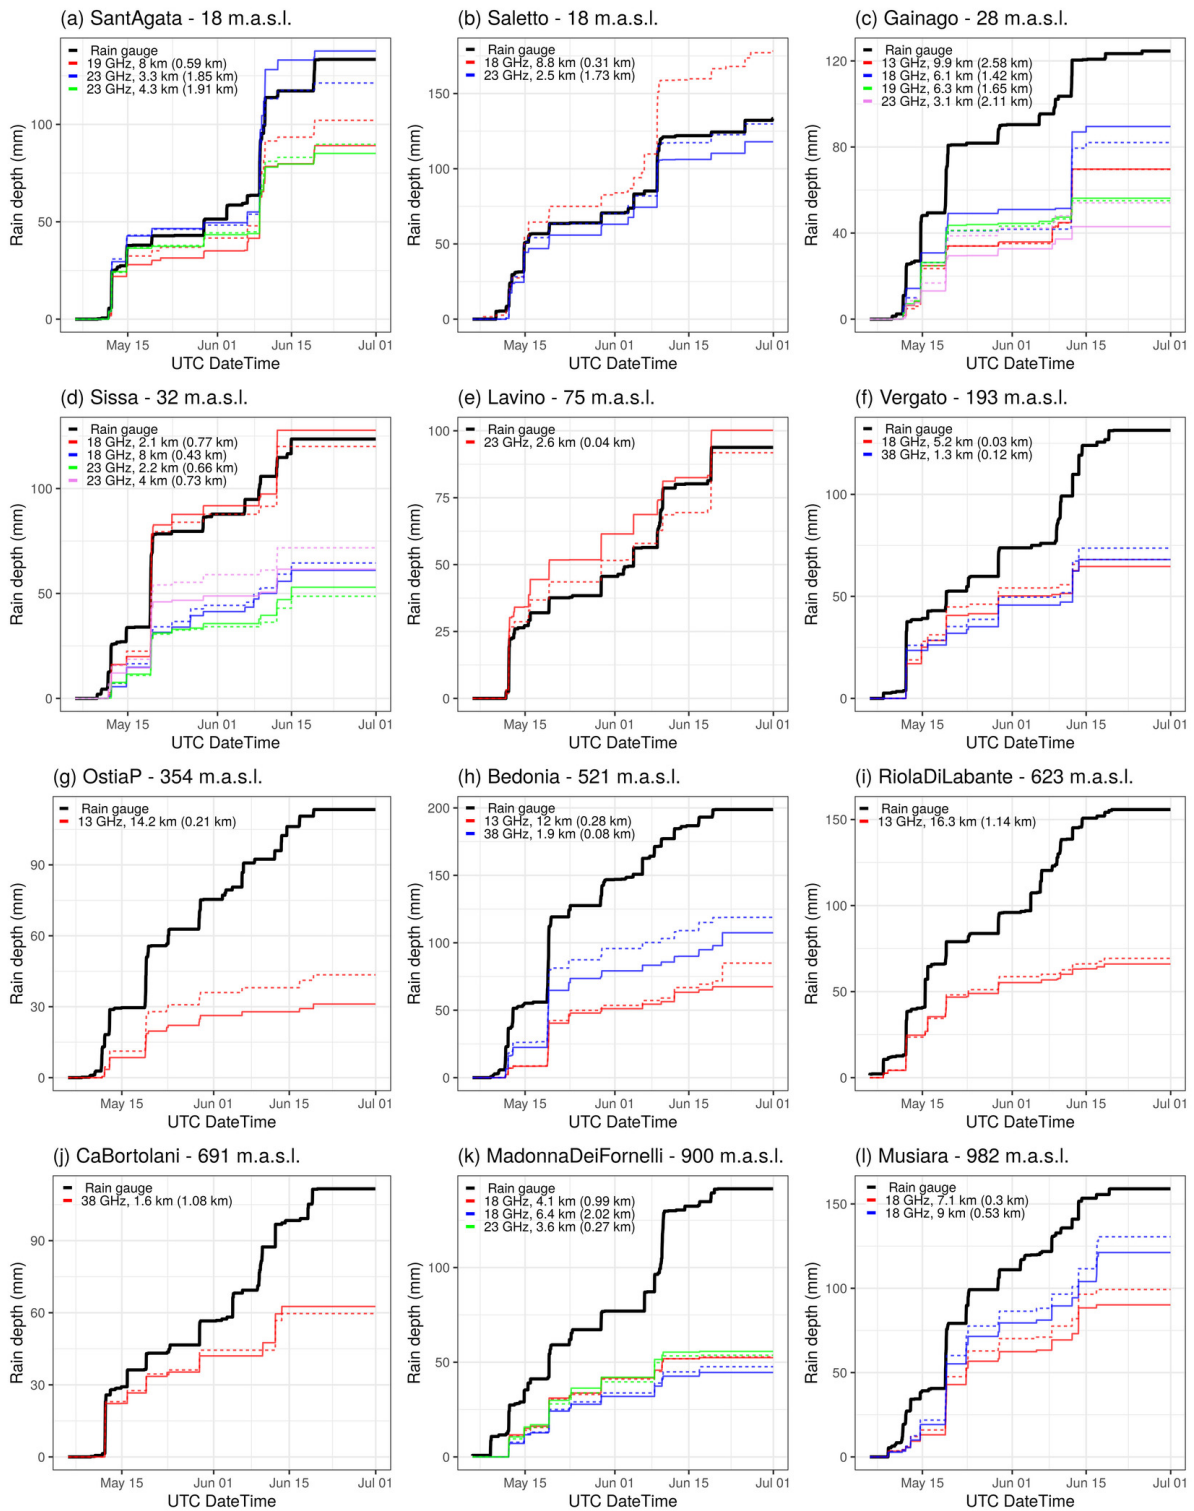 (a) SantAgata - 18 m.a.s.l.
Rain gauge
19 GHz, 8 km (0.59 km)
23 GHz, 3.3 km (1.85 km)
23 GHz, 4.3 km (1.91 km)
Rain depth (mm)
100
50
0
May 15
Jun 01
Jun 15
Jul 01
UTC DateTime
(b) Saletto - 18 m.a.s.l.
Rain gauge
18 GHz, 8.8 km (0.31 km)
23 GHz, 2.5 km (1.73 km)
Rain depth (mm)
150
100
50
0
May 15
Jun 01
Jun 15
Jul 01
UTC DateTime
(c) Gainago - 28 m.a.s.l.
Rain gauge
13 GHz, 9.9 km (2.58 km)
18 GHz, 6.1 km (1.42 km)
19 GHz, 6.3 km (1.65 km)
23 GHz, 3.1 km (2.11 km)
Rain depth (mm)
120
80
40
0
May 15
Jun 01
Jun 15
Jul 01
UTC DateTime
(d) Sissa - 32 m.a.s.l.
Rain gauge
18 GHz, 2.1 km (0.77 km)
18 GHz, 8 km (0.43 km)
23 GHz, 2.2 km (0.66 km)
23 GHz, 4 km (0.73 km)
Rain depth (mm)
100
50
0
May 15
Jun 01
Jun 15
Jul 01
UTC DateTime
(e) Lavino - 75 m.a.s.l.
Rain gauge
23 GHz, 2.6 km (0.04 km)
Rain depth (mm)
100
75
50
25
0
May 15
Jun 01
Jun 15
Jul 01
UTC DateTime
(f) Vergato - 193 m.a.s.l.
Rain gauge
18 GHz, 5.2 km (0.03 km)
38 GHz, 1.3 km (0.12 km)
Rain depth (mm)
100
50
0
May 15
Jun 01
Jun 15
Jul 01
UTC DateTime
(g) OstiaP - 354 m.a.s.l.
Rain gauge
13 GHz, 14.2 km (0.21 km)
Rain depth (mm)
90
60
30
0
May 15
Jun 01
Jun 15
Jul 01
UTC DateTime
(h) Bedonia - 521 m.a.s.l.
Rain gauge
13 GHz, 12 km (0.28 km)
38 GHz, 1.9 km (0.08 km)
Rain depth (mm)
200
150
100
50
0
May 15
Jun 01
Jun 15
Jul 01
UTC DateTime
(i) RiolaDiLabante - 623 m.a.s.l.
Rain gauge
13 GHz, 16.3 km (1.14 km)
Rain depth (mm)
150
100
50
0
May 15
Jun 01
Jun 15
Jul 01
UTC DateTime
(j) CaBortolani - 691 m.a.s.l.
Rain gauge
38 GHz, 1.6 km (1.08 km)
Rain depth (mm)
90
60
30
0
May 15
Jun 01
Jun 15
Jul 01
UTC DateTime
(k) MadonnaDeiFornelli - 900 m.a.s.l.
Rain gauge
18 GHz, 4.1 km (0.99 km)
18 GHz, 6.4 km (2.02 km)
23 GHz, 3.6 km (0.27 km)
Rain depth (mm)
100
50
0
May 15
Jun 01
Jun 15
Jul 01
UTC DateTime
(l) Musiara - 982 m.a.s.l.
Rain gauge
18 GHz, 7.1 km (0.3 km)
18 GHz, 9 km (0.53 km)
Rain depth (mm)
150
100
50
0
May 15
Jun 01
Jun 15
Jul 01
UTC DateTime